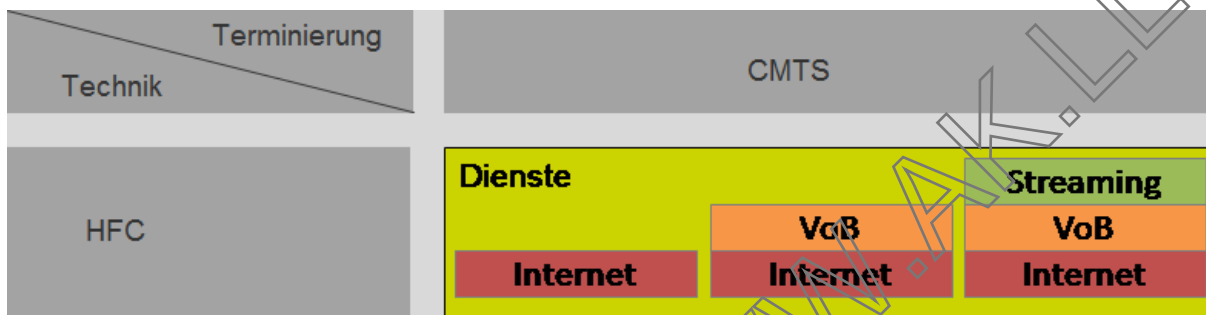 Terminierung
Technik
CMTS
HFC
Dienste
Streaming
VoB
VoB
Internet
Internet
Internet